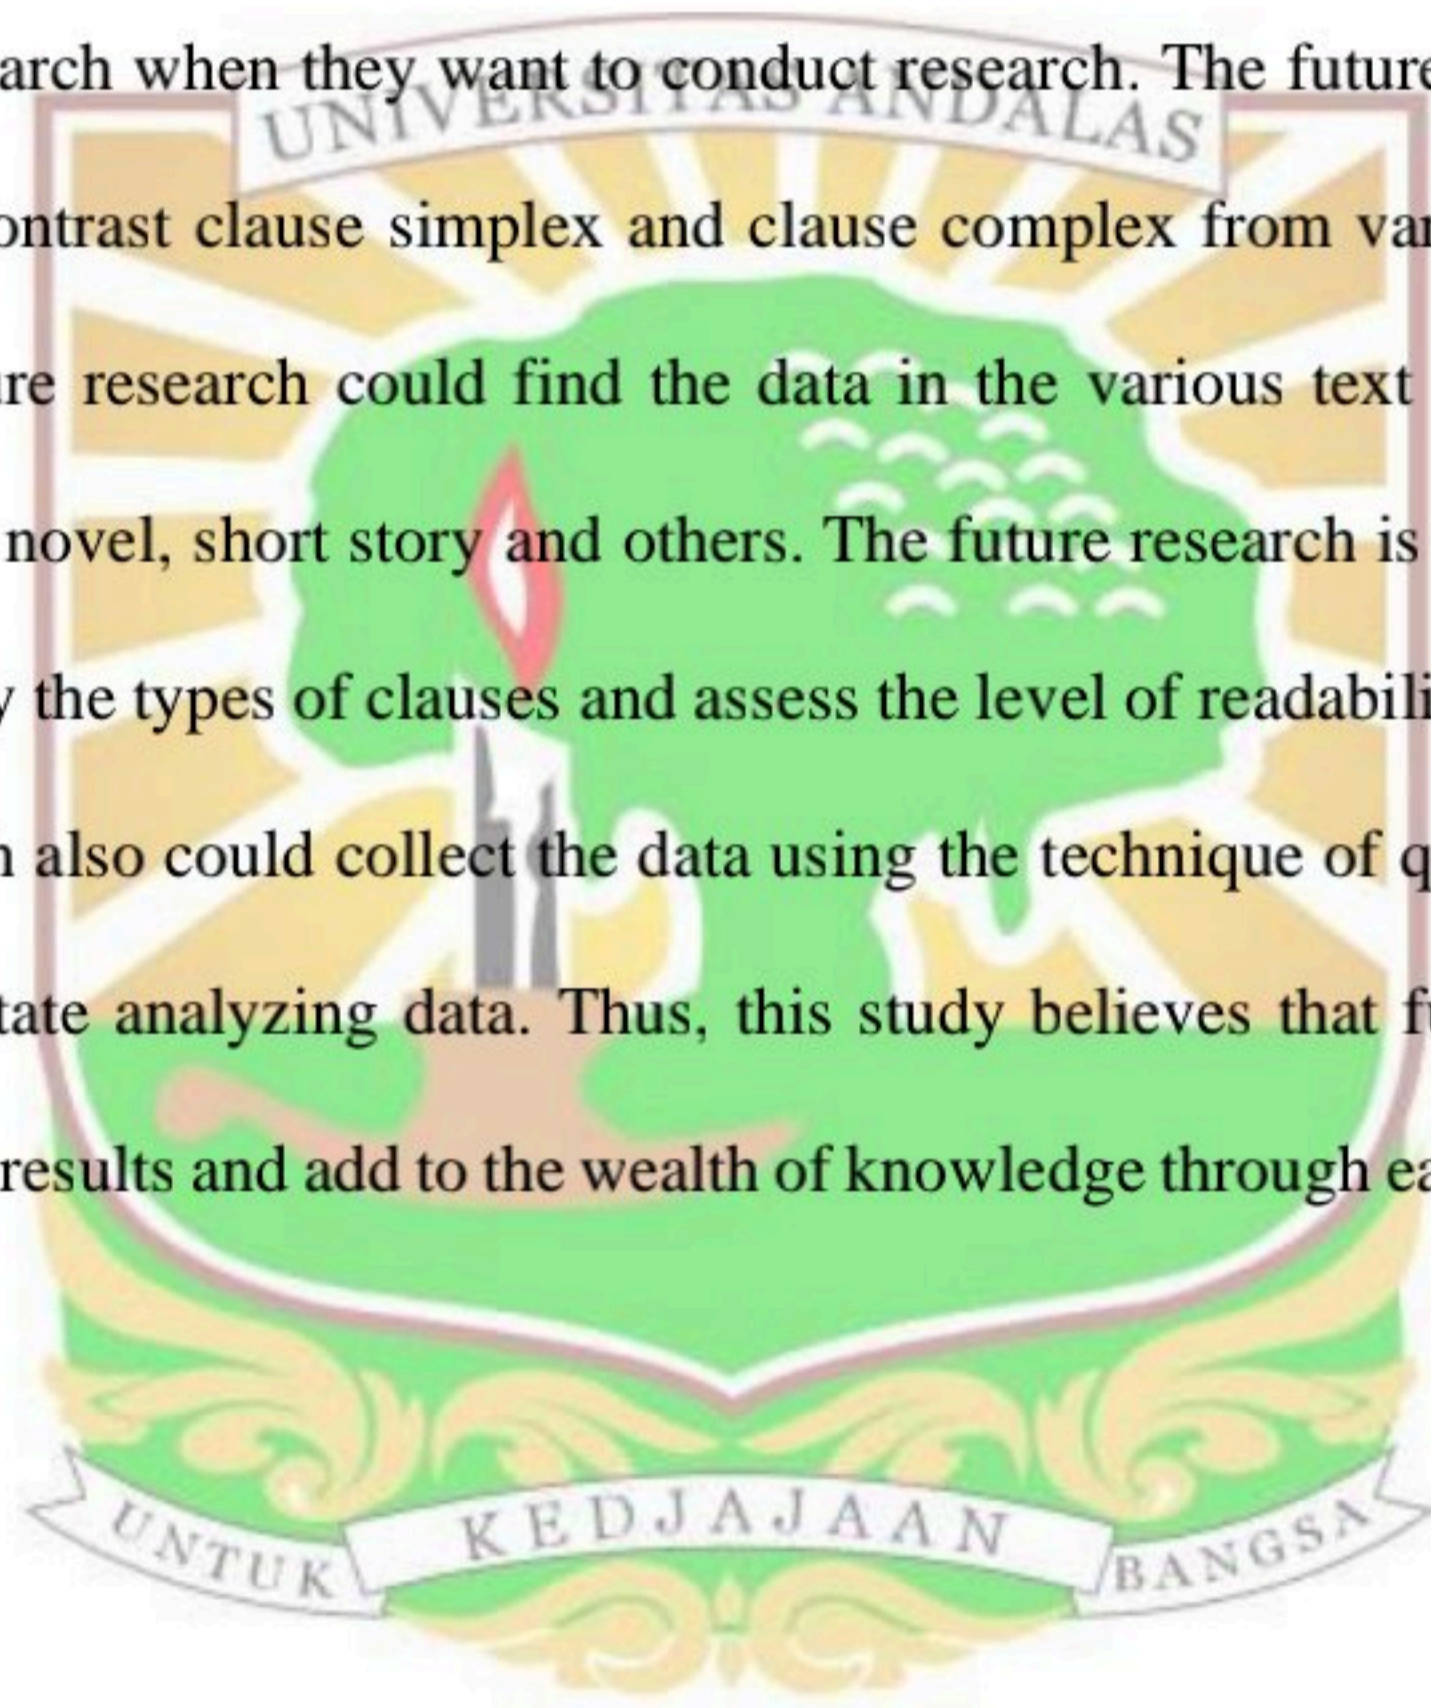 arch when they want to conduct research. The future
UNIVERSITAS ANDALAS
ontrast clause simplex and clause complex from var
re research could find the data in the various text
novel, short story and others. The future research is
y the types of clauses and assess the level of readabili
also could collect the data using the technique of q
tate analyzing data. Thus, this study believes that fu
results and add to the wealth of knowledge through ea
UNTUK KEDJAJAAN BANGSA